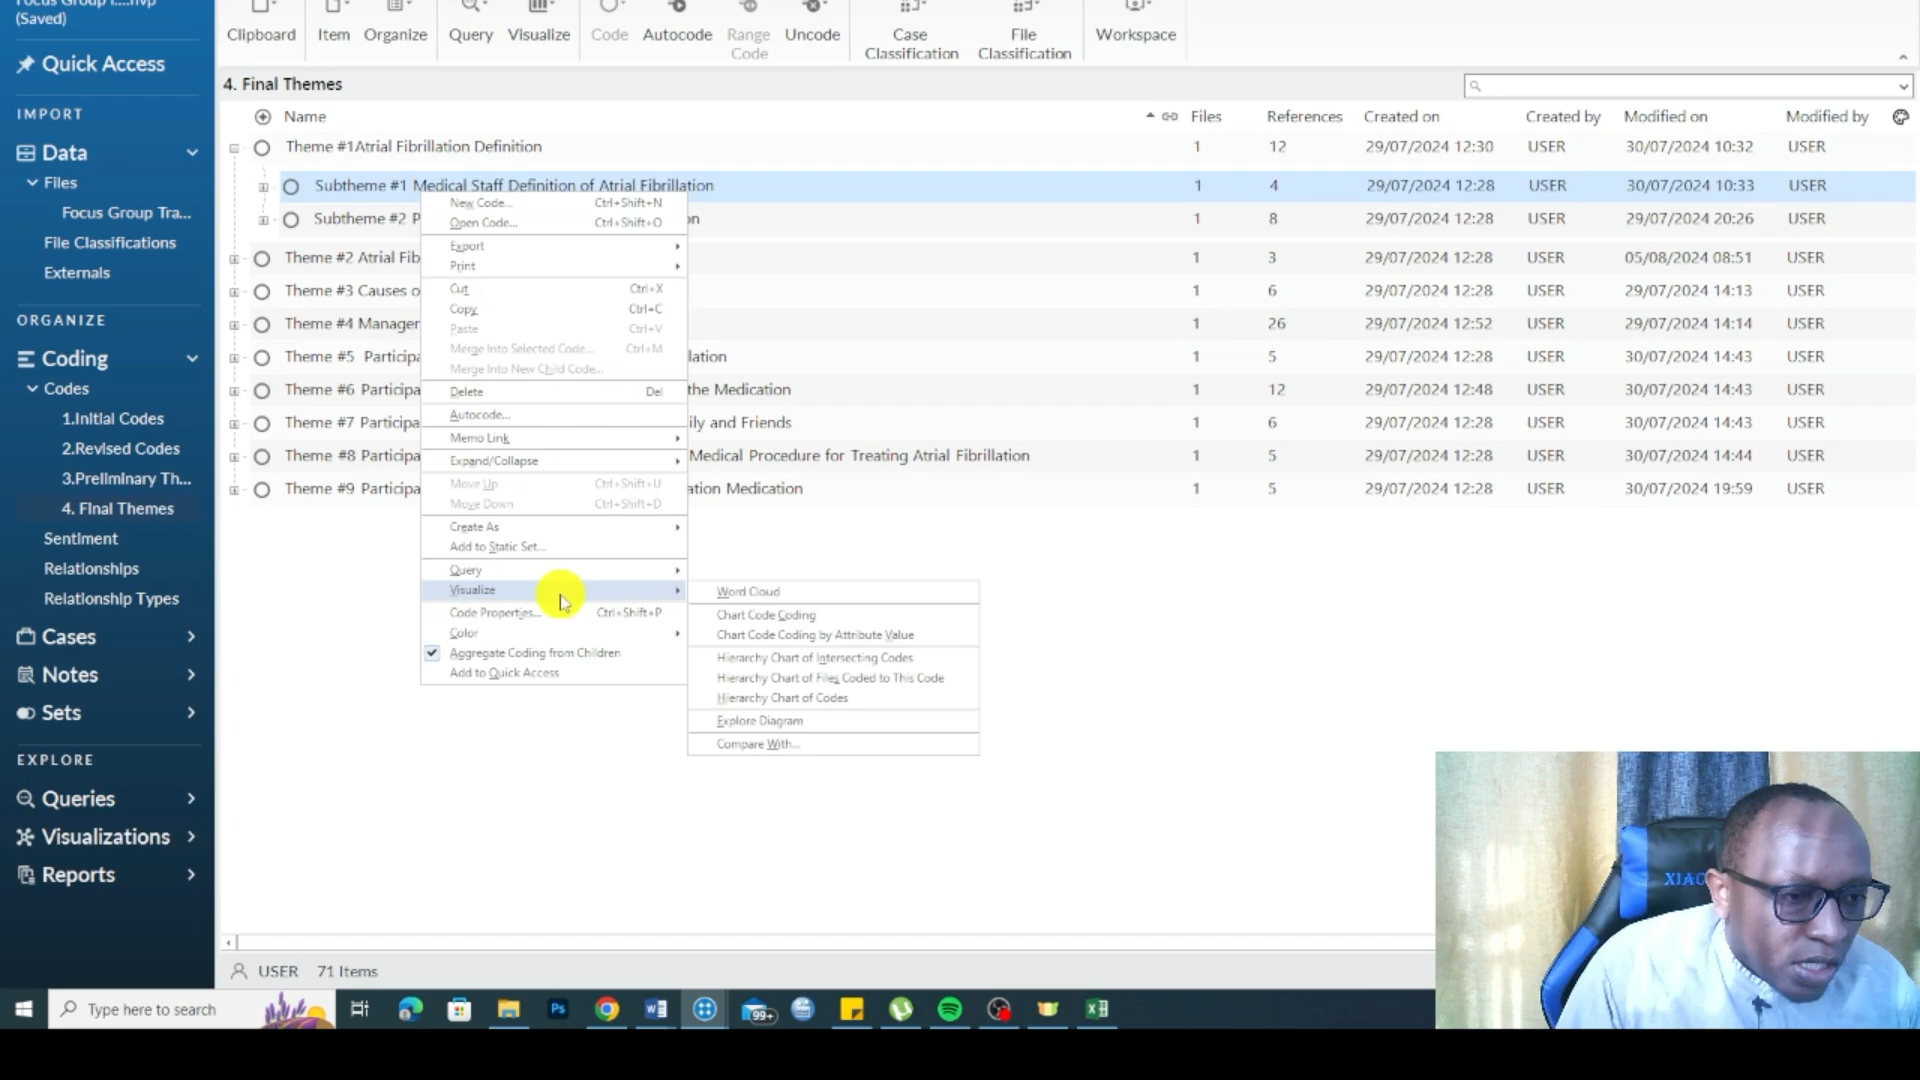 (Saved)
Clipboard Item Organize Query Visualize Code Autocode Range Code Uncode Case Classification File Classification Workspace
Quick Access
IMPORT
Data
Files
Focus Group Tra...
File Classifications
Externals
ORGANIZE
Coding
Codes
1.Initial Codes
2.Revised Codes
3.Preliminary Th...
4. Final Themes
Sentiment
Relationships
Relationship Types
Cases
Notes
Sets
EXPLORE
Queries
Visualizations
Reports
4. Final Themes
Name Files References Created on Created by Modified on Modified by
Theme #1Atrial Fibrillation Definition 1 12 29/07/2024 12:30 USER 30/07/2024 10:32 USER
Subtheme #1 Medical Staff Definition of Atrial Fibrillation 1 4 29/07/2024 12:28 USER 30/07/2024 10:33 USER
Subtheme #2 P on 1 8 29/07/2024 12:28 USER 29/07/2024 20:26 USER
Theme #2 Atrial Fib 1 3 29/07/2024 12:28 USER 05/08/2024 08:51 USER
Theme #3 Causes o 1 6 29/07/2024 12:28 USER 29/07/2024 14:13 USER
Theme #4 Manager 1 26 29/07/2024 12:52 USER 29/07/2024 14:14 USER
Theme #5 Participa lation 1 5 29/07/2024 12:28 USER 30/07/2024 14:43 USER
Theme #6 Participa the Medication 1 12 29/07/2024 12:48 USER 30/07/2024 14:43 USER
Theme #7 Participa ily and Friends 1 6 29/07/2024 12:28 USER 30/07/2024 14:43 USER
Theme #8 Participa Medical Procedure for Treating Atrial Fibrillation 1 5 29/07/2024 12:28 USER 30/07/2024 14:44 USER
Theme #9 Participa ation Medication 1 5 29/07/2024 12:28 USER 30/07/2024 19:59 USER
New Code... Ctrl+Shift+N
Open Code... Ctrl+Shift+O
Export
Print
Cut Ctrl+X
Copy Ctrl+C
Paste Ctrl+V
Merge Into Selected Code... Ctrl+M
Merge Into New Child Code...
Delete Del
Autocode...
Memo Link
Expand/Collapse
Move Up Ctrl+Shift+U
Move Down Ctrl+Shift+D
Create As
Add to Static Set...
Query
Visualize
Code Properties... Ctrl+Shift+P
Color
Aggregate Coding from Children
Add to Quick Access
Word Cloud
Chart Code Coding
Chart Code Coding by Attribute Value
Hierarchy Chart of Intersecting Codes
Hierarchy Chart of Files Coded to This Code
Hierarchy Chart of Codes
Explore Diagram
Compare With...
XIAO
USER 71 Items
Type here to search
Ps
99+